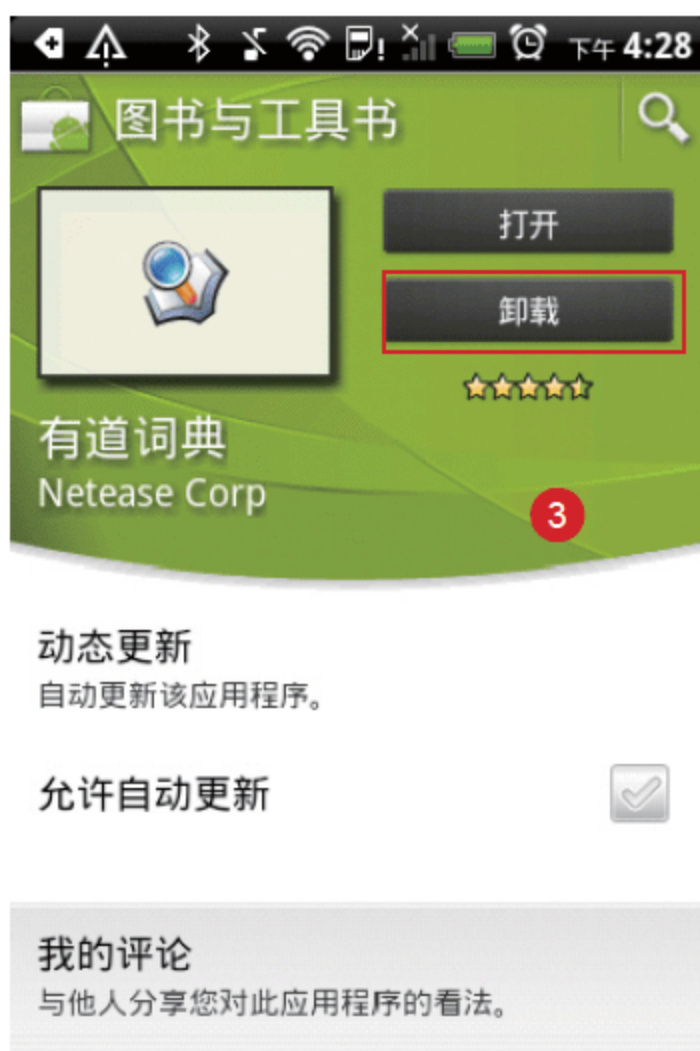 下午 4:28
图书与工具书
打开
卸载
有道词典
Netease Corp
3
动态更新
自动更新该应用程序。
允许自动更新
我的评论
与他人分享您对此应用程序的看法。